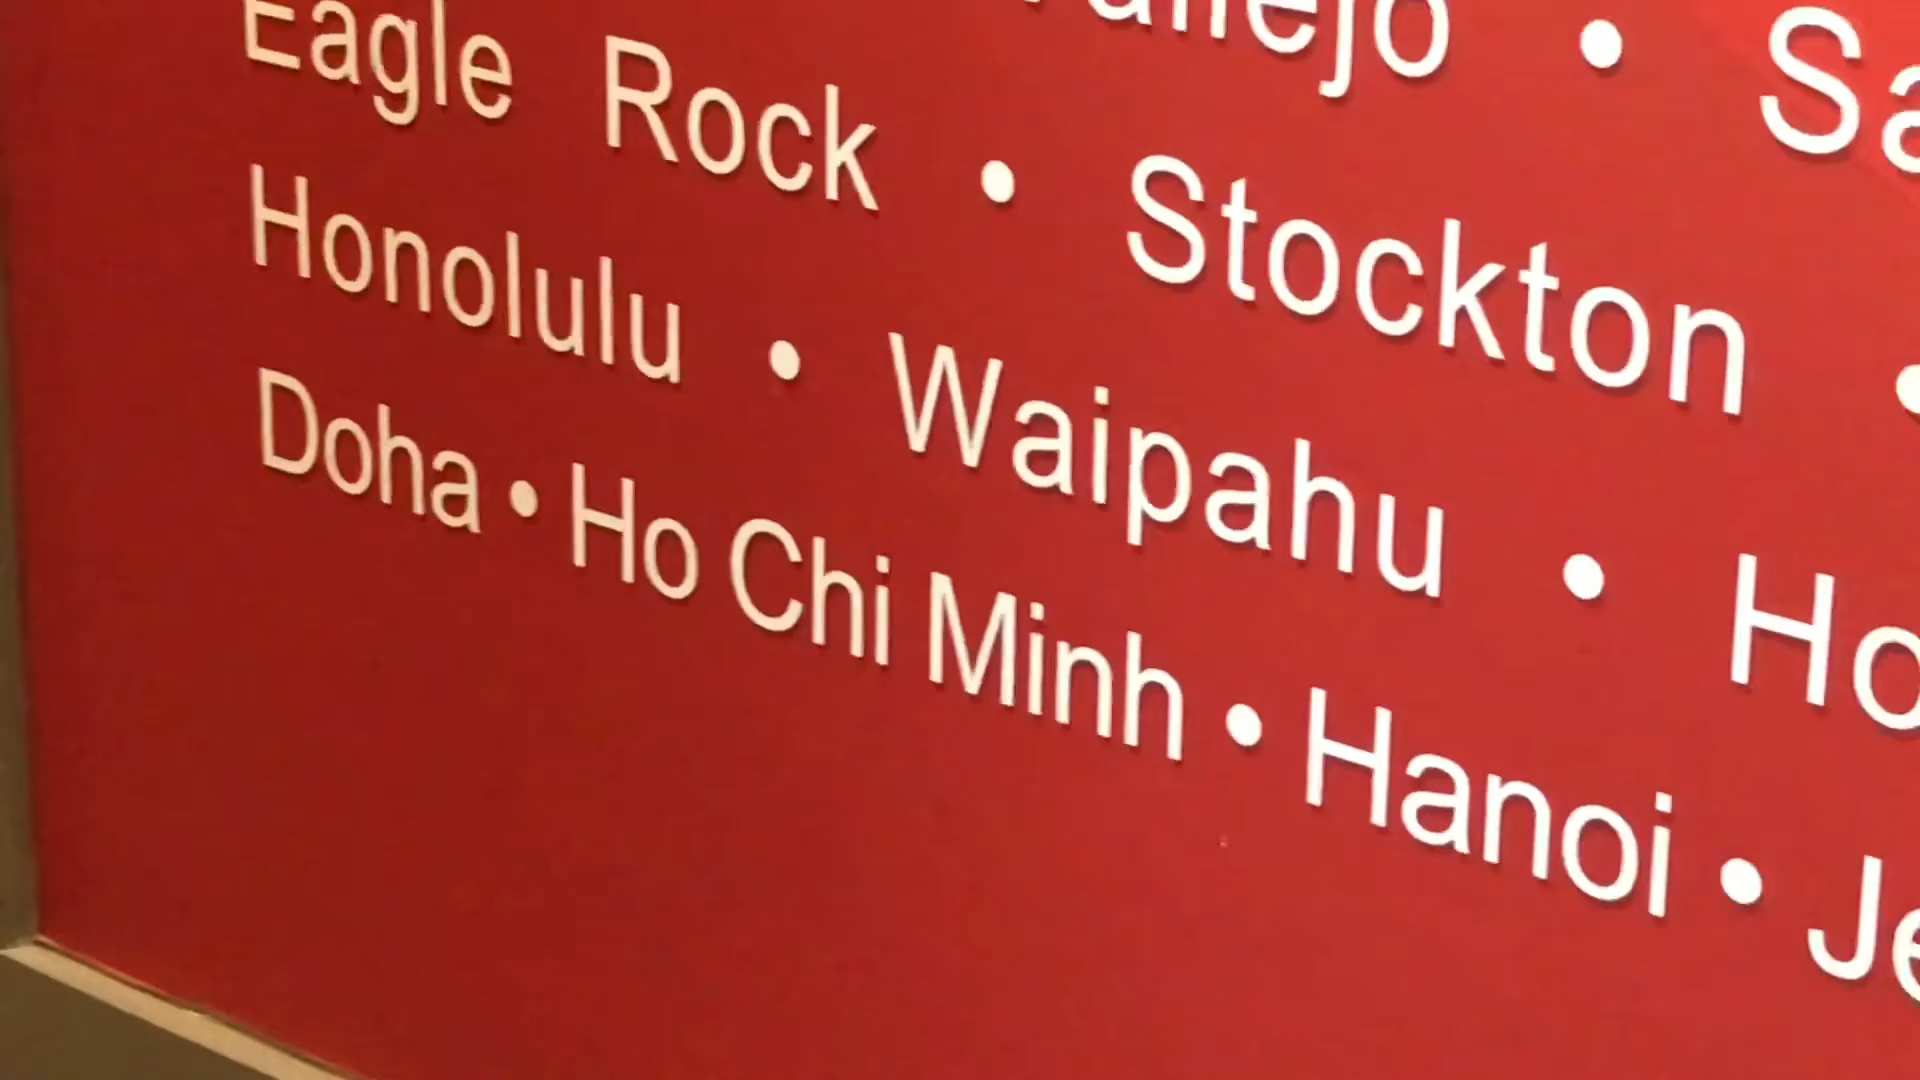 •
Eagle Rock • Stockton •
Honolulu • Waipahu •
Doha • Ho Chi Minh • Hanoi •